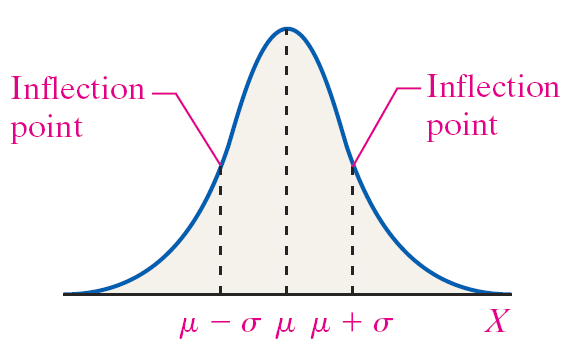 Inflection
point
Inflection
point
μ − σ μ μ + σ X